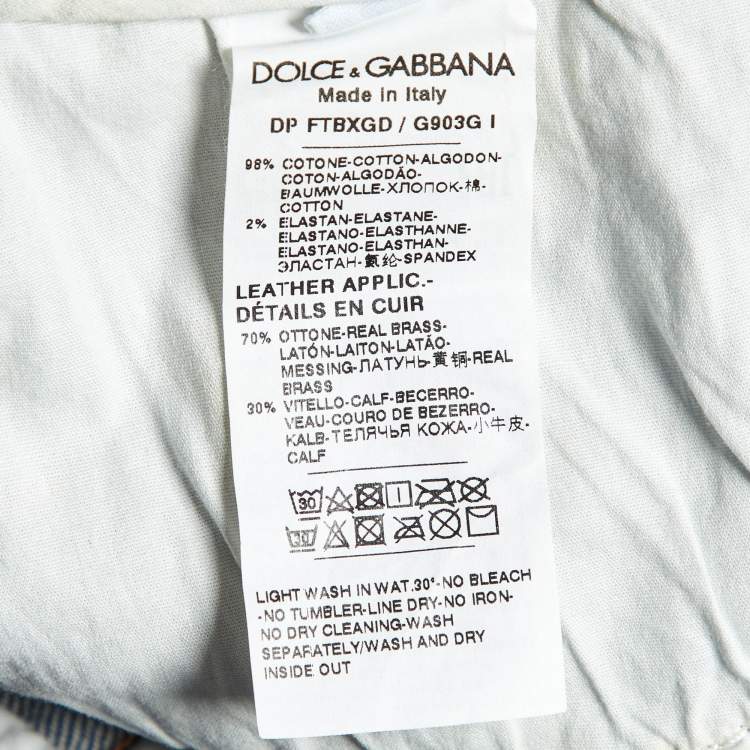 DOLCE & GABBANA
Made in Italy
DP FTBXGD / G903G I
98% COTONE-COTTON-ALGODON-
COTON-ALGODÃO-
BAUMWOLLE-ХЛОПОК-棉-
COTTON
2% ELASTAN-ELASTANE-
ELASTANO-ELASTHANNE-
ELASTANO-ELASTHAN-
ЭЛАСТАН-氨纶-SPANDEX
LEATHER APPLIC.-
DÉTAILS EN CUIR
70% OTTONE-REAL BRASS-
LATÓN-LAITON-LATÃO-
MESSING-ЛАТУНЬ-黄铜-REAL
BRASS
30% VITELLO-CALF-BECERRO-
VEAU-COURO DE BEZERRO-
KALB-ТЕЛЯЧЬЯ КОЖА-小牛皮-
CALF
30
30
LIGHT WASH IN WAT.30°-NO BLEACH
-NO TUMBLER-LINE DRY-NO IRON-
NO DRY CLEANING-WASH
SEPARATELY/WASH AND DRY
INSIDE OUT